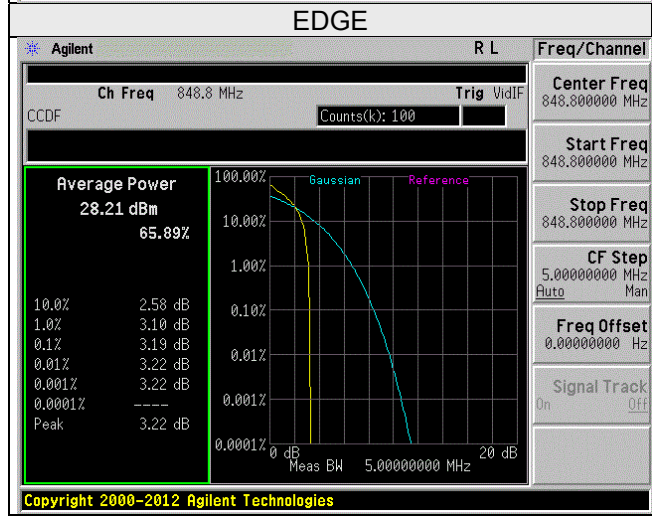 EDGE
Agilent R L Freq/Channel
Ch Freq 848.8 MHz Trig VidIF
CCDF Counts(k): 100
Center Freq
848.800000 MHz
Start Freq
848.800000 MHz
Stop Freq
848.800000 MHz
CF Step
5.00000000 MHz
Auto Man
Freq Offset
0.00000000 Hz
Signal Track
On Off
Average Power
28.21 dBm
65.89%
10.0% 2.58 dB
1.0% 3.10 dB
0.1% 3.19 dB
0.01% 3.22 dB
0.001% 3.22 dB
0.0001% ----
Peak 3.22 dB
100.00% Gaussian Reference
10.00%
1.00%
0.10%
0.01%
0.001%
0.0001%
0 dB 20 dB
Meas BW 5.00000000 MHz
Copyright 2000-2012 Agilent Technologies